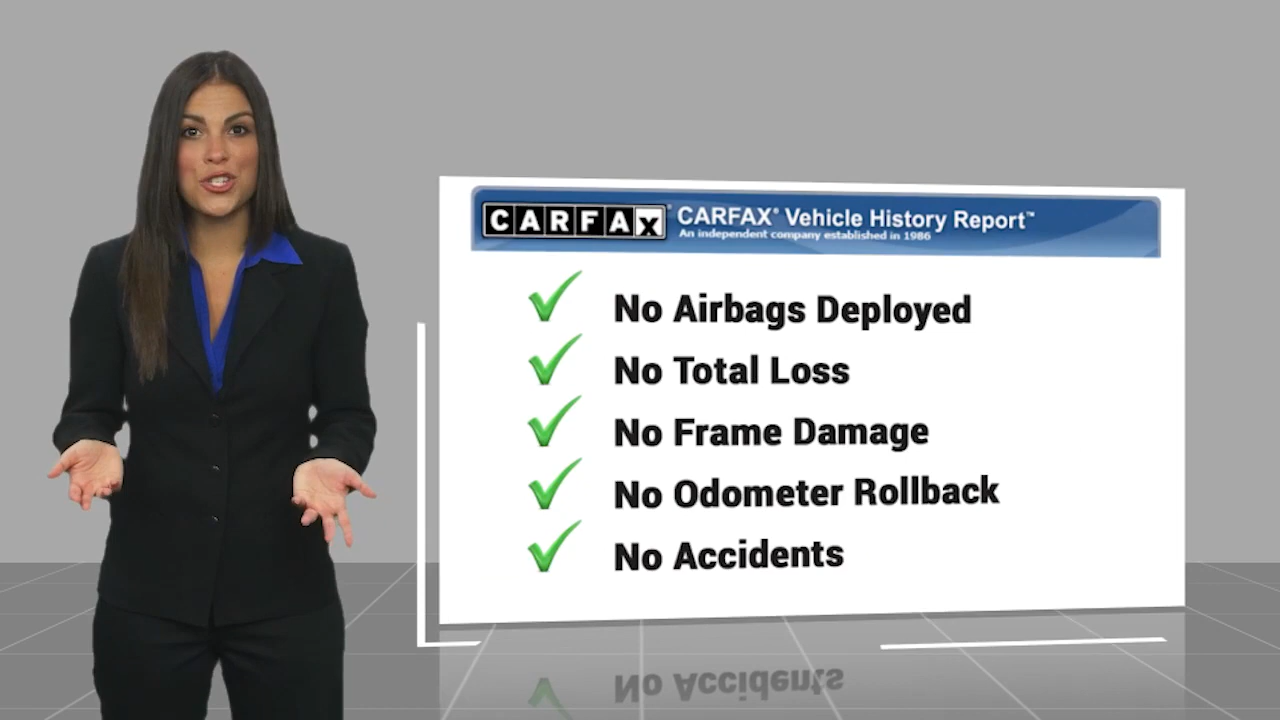 CARFAX® CARFAX® Vehicle History Report™
An independent company established in 1986
No Airbags Deployed
No Total Loss
No Frame Damage
No Odometer Rollback
No Accidents
No Accidents